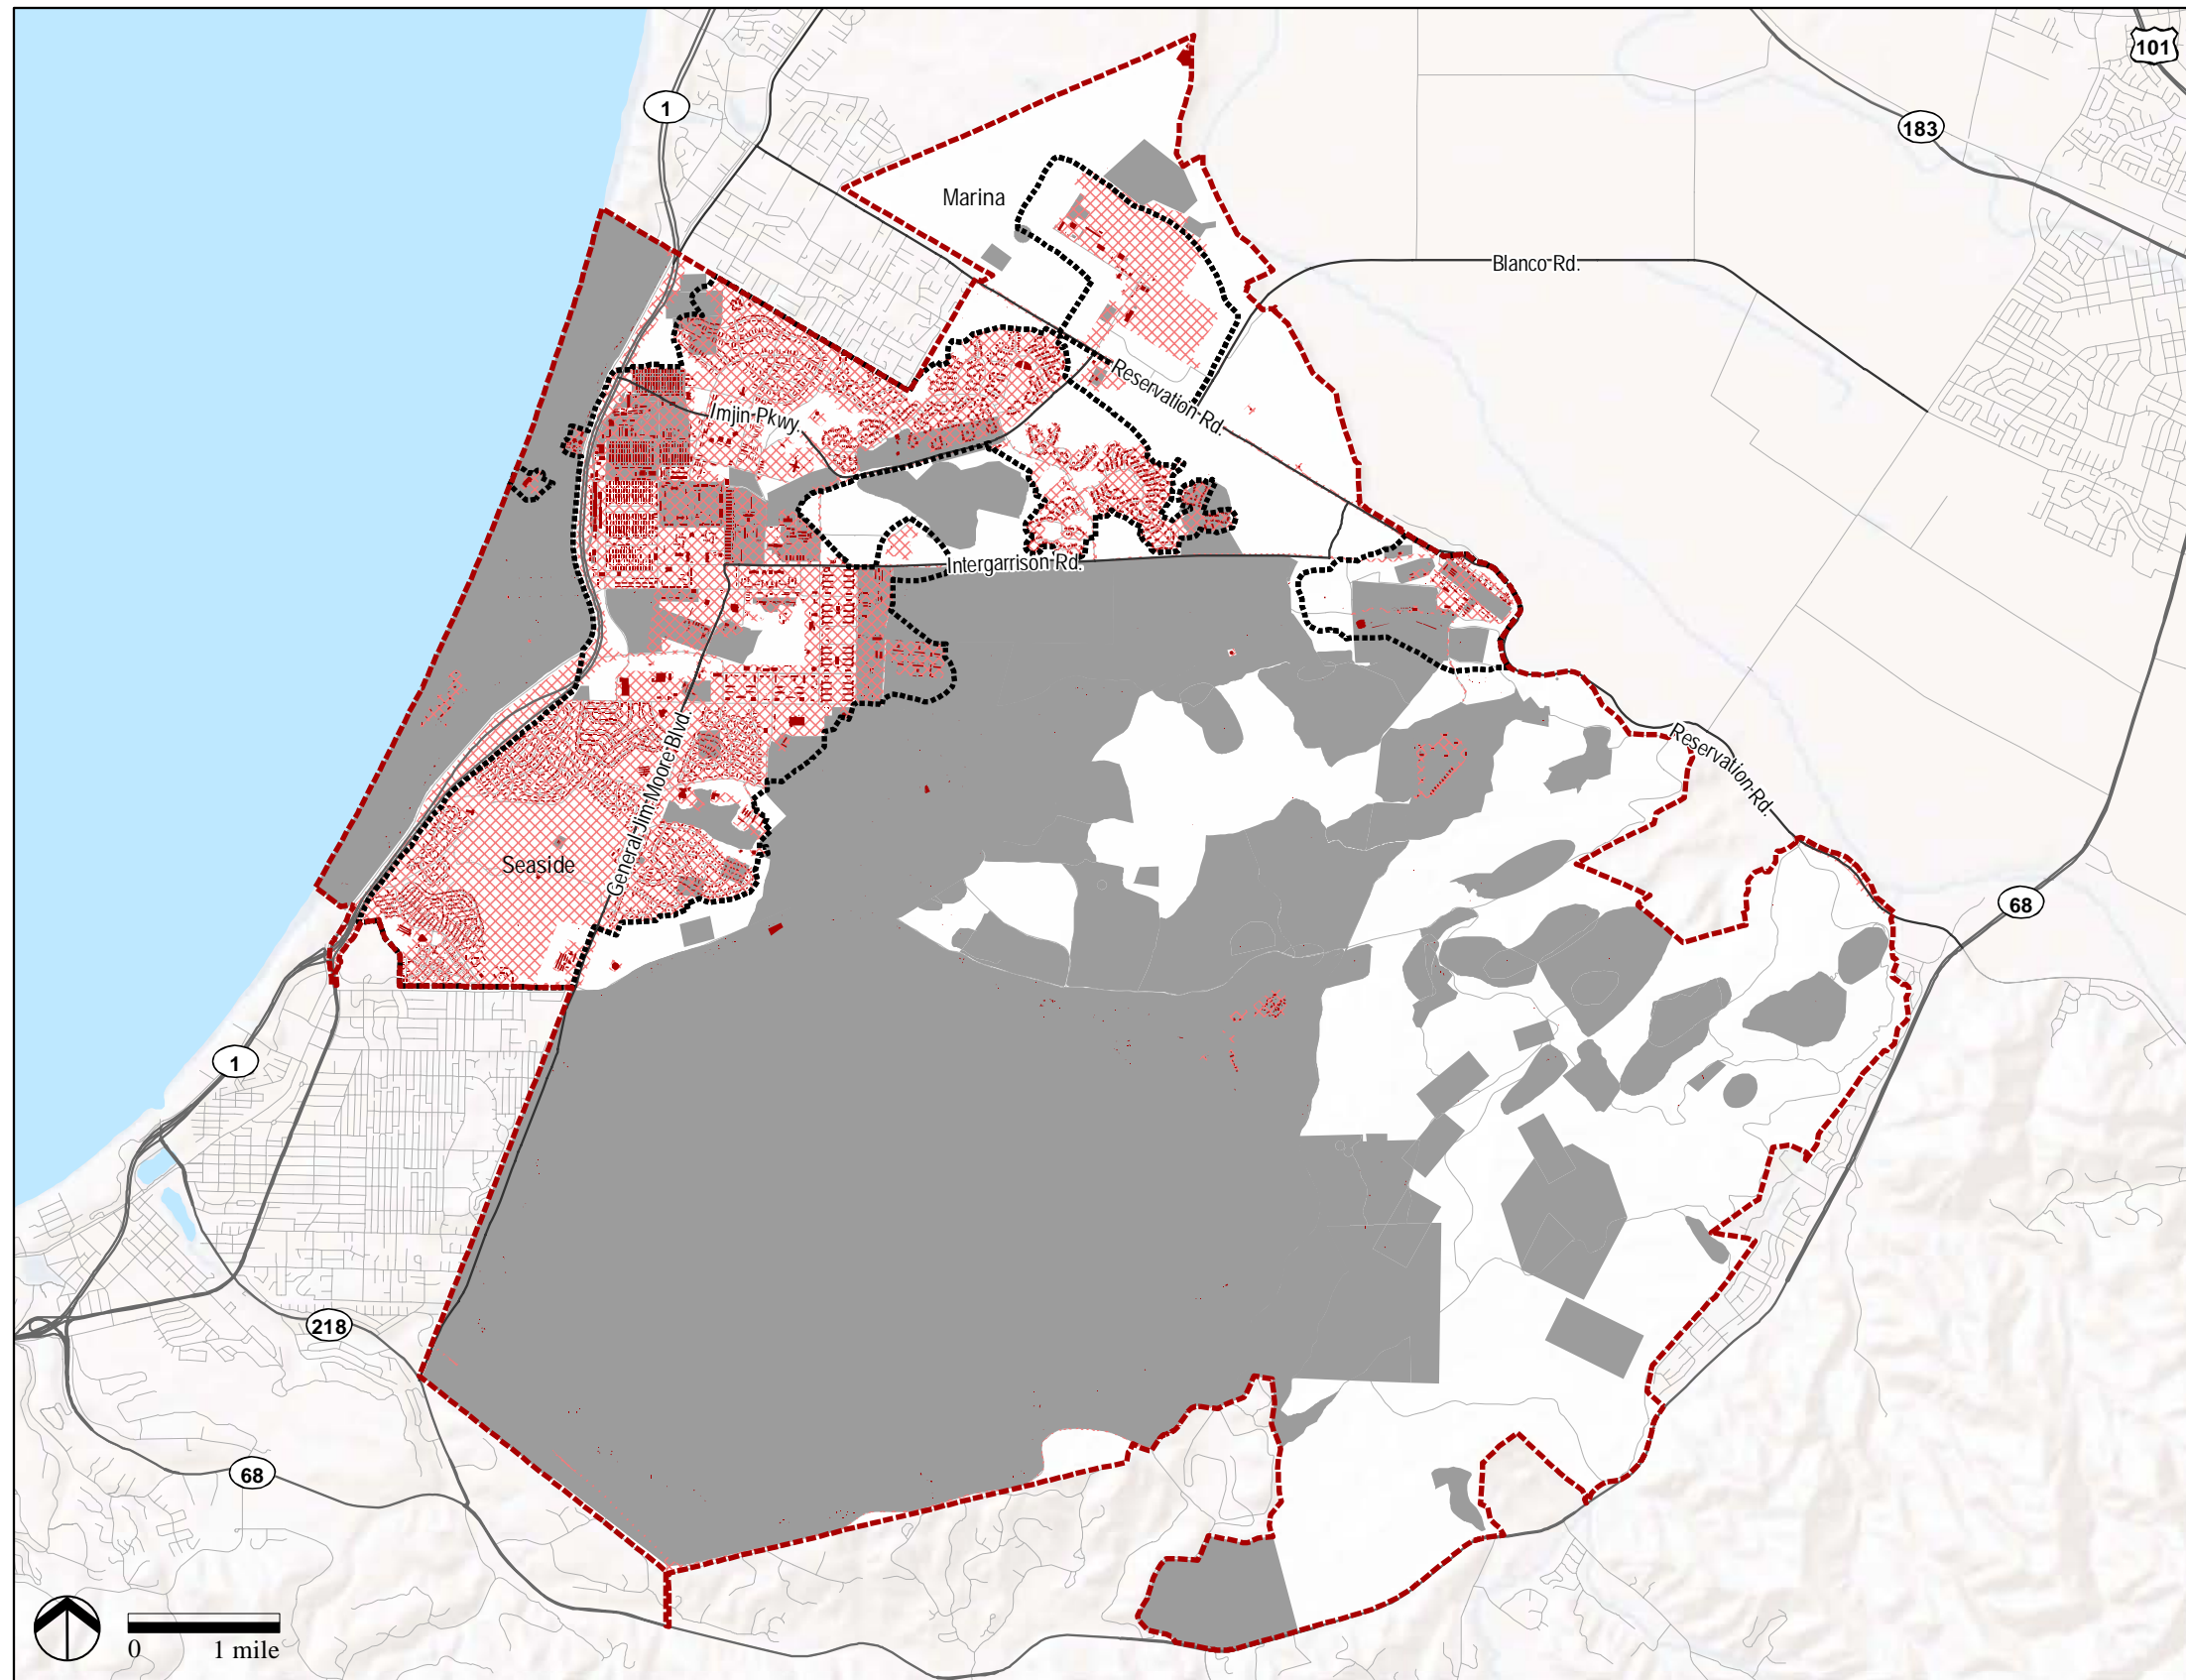 101
1
183
Marina
Blanco Rd.
Reservation Rd.
Imjin Pkwy.
Intergarrison Rd.
General Jim Moore Blvd.
Reservation Rd.
Seaside
68
1
218
68
0 1 mile